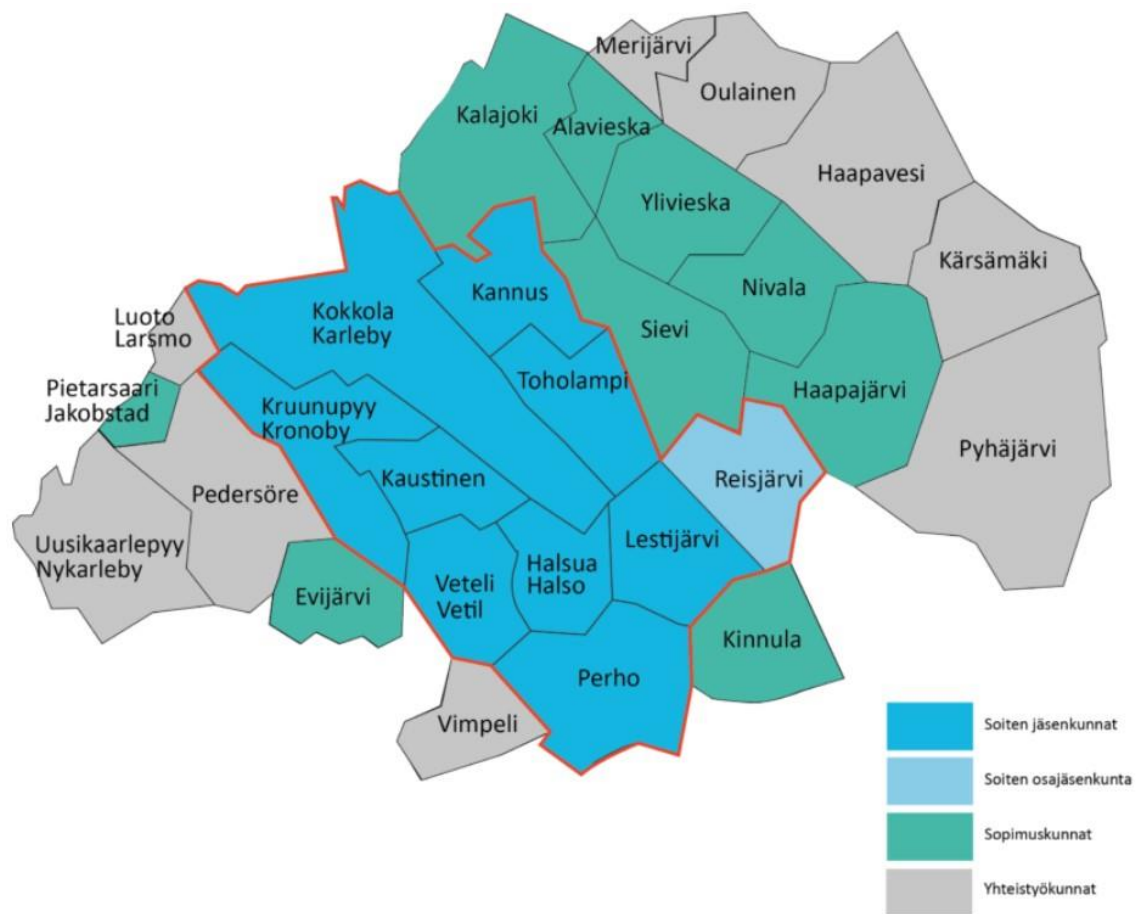 Merijärvi
Oulainen
Kalajoki
Alavieska
Haapavesi
Ylivieska
Kärsämäki
Nivala
Kannus
Kokkola
Karleby
Luoto
Larsmo
Sievi
Toholampi
Pietarsaari
Jakobstad
Haapajärvi
Kruunupyy
Kronoby
Pyhäjärvi
Kaustinen
Reisjärvi
Pedersöre
Lestijärvi
Uusikaarlepyy
Nykarleby
Halsua
Halso
Veteli
Vetil
Evijärvi
Kinnula
Perho
Vimpeli
Soiten jäsenkunnat
Soiten osajäsenkunta
Sopimuskunnat
Yhteistyökunnat